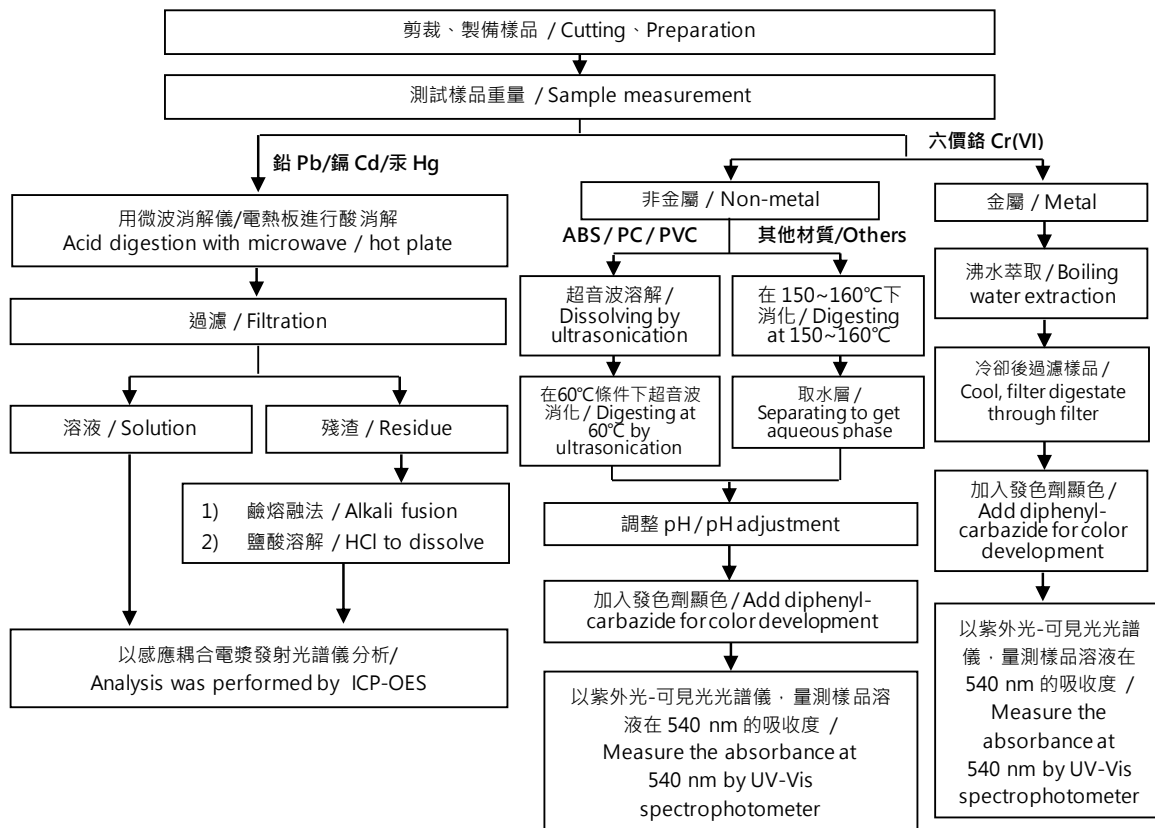 剪裁、製備樣品 / Cutting、Preparation
測試樣品重量 / Sample measurement
鉛 Pb/鎘 Cd/汞 Hg
六價鉻 Cr(VI)
用微波消解儀/電熱板進行酸消解
Acid digestion with microwave / hot plate
過濾 / Filtration
溶液 / Solution
殘渣 / Residue
1) 鹼熔融法 / Alkali fusion
2) 鹽酸溶解 / HCl to dissolve
以感應耦合電漿發射光譜儀分析/
Analysis was performed by ICP-OES
非金屬 / Non-metal
ABS / PC / PVC
其他材質/Others
超音波溶解 /
Dissolving by
ultrasonication
在60℃條件下超音波
消化 / Digesting at
60℃ by
ultrasonication
在 150~160℃下
消化 / Digesting
at 150~160℃
取水層 /
Separating to get
aqueous phase
調整 pH / pH adjustment
加入發色劑顯色 / Add diphenyl-
carbazide for color development
以紫外光-可見光光譜儀，量測樣品溶
液在 540 nm 的吸收度 /
Measure the absorbance at
540 nm by UV-Vis
spectrophotometer
金屬 / Metal
沸水萃取 / Boiling
water extraction
冷卻後過濾樣品 /
Cool, filter digestate
through filter
加入發色劑顯色 /
Add diphenyl-
carbazide for color
development
以紫外光-可見光光譜
儀，量測樣品溶液在
540 nm 的吸收度 /
Measure the
absorbance at
540 nm by UV-Vis
spectrophotometer